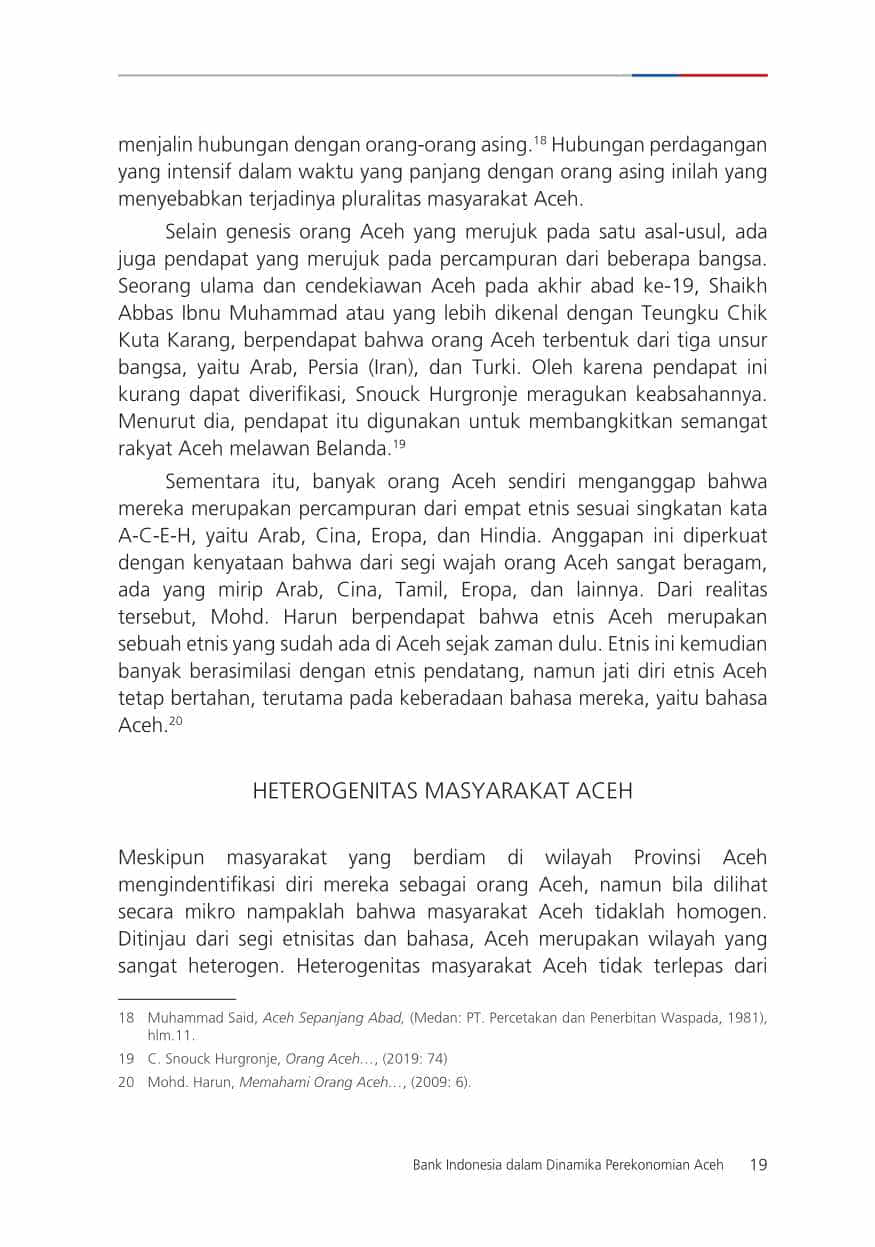 menjalin hubungan dengan orang-orang asing.18 Hubungan perdagangan
yang intensif dalam waktu yang panjang dengan orang asing inilah yang
menyebabkan terjadinya pluralitas masyarakat Aceh.
Selain genesis orang Aceh yang merujuk pada satu asal-usul, ada
juga pendapat yang merujuk pada percampuran dari beberapa bangsa.
Seorang ulama dan cendekiawan Aceh pada akhir abad ke-19, Shaikh
Abbas Ibnu Muhammad atau yang lebih dikenal dengan Teungku Chik
Kuta Karang, berpendapat bahwa orang Aceh terbentuk dari tiga unsur
bangsa, yaitu Arab, Persia (Iran), dan Turki. Oleh karena pendapat ini
kurang dapat diverifikasi, Snouck Hurgronje meragukan keabsahannya.
Menurut dia, pendapat itu digunakan untuk membangkitkan semangat
rakyat Aceh melawan Belanda.19
Sementara itu, banyak orang Aceh sendiri menganggap bahwa
mereka merupakan percampuran dari empat etnis sesuai singkatan kata
A-C-E-H, yaitu Arab, Cina, Eropa, dan Hindia. Anggapan ini diperkuat
dengan kenyataan bahwa dari segi wajah orang Aceh sangat beragam,
ada yang mirip Arab, Cina, Tamil, Eropa, dan lainnya. Dari realitas
tersebut, Mohd. Harun berpendapat bahwa etnis Aceh merupakan
sebuah etnis yang sudah ada di Aceh sejak zaman dulu. Etnis ini kemudian
banyak berasimilasi dengan etnis pendatang, namun jati diri etnis Aceh
tetap bertahan, terutama pada keberadaan bahasa mereka, yaitu bahasa
Aceh.20
HETEROGENITAS MASYARAKAT ACEH
Meskipun masyarakat yang berdiam di wilayah Provinsi Aceh
mengindentifikasi diri mereka sebagai orang Aceh, namun bila dilihat
secara mikro nampaklah bahwa masyarakat Aceh tidaklah homogen.
Ditinjau dari segi etnisitas dan bahasa, Aceh merupakan wilayah yang
sangat heterogen. Heterogenitas masyarakat Aceh tidak terlepas dari
18 Muhammad Said, Aceh Sepanjang Abad, (Medan: PT. Percetakan dan Penerbitan Waspada, 1981),
hlm.11.
19 C. Snouck Hurgronje, Orang Aceh…, (2019: 74)
20 Mohd. Harun, Memahami Orang Aceh…, (2009: 6).
Bank Indonesia dalam Dinamika Perekonomian Aceh 19